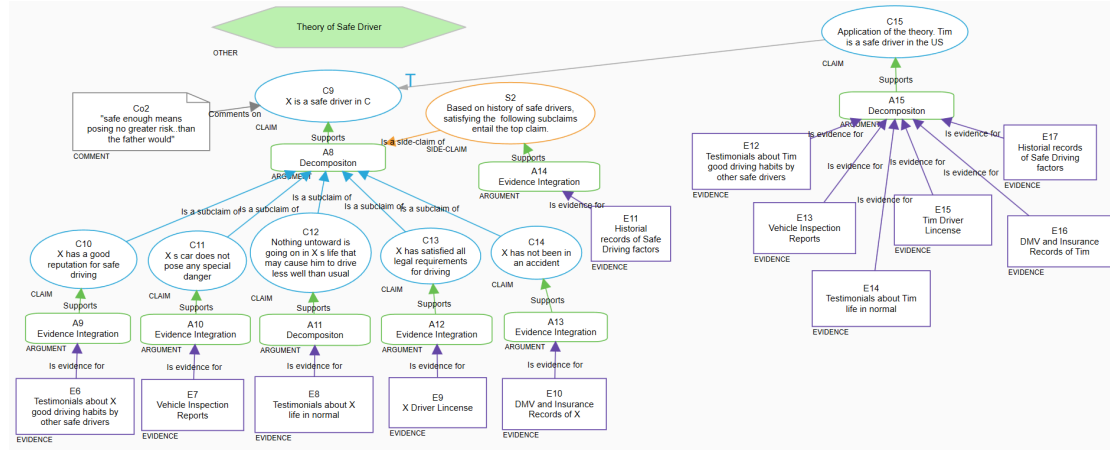 Theory of Safe Driver
OTHER
C15
Application of the theory. Tim
is a safe driver in the US
CLAIM
Supports
A15
Decompositon
ARGUMENT
T
C9
X is a safe driver in C
CLAIM
Supports
Co2
"safe enough means
posing no greater risk. than
the father would"
COMMENT
Comments on
S2
Based on history of safe drivers,
satisfying the following subclaims
entail the top claim.
SIDE-CLAIM
Is a side-claim of
Supports
A8
Decompositon
ARGUMENT
A14
Evidence Integration
ARGUMENT
Is evidence for
E11
Historial
records of Safe
Driving factors
EVIDENCE
Is a subclaim of
Is a subclaim of
Is a subclaim of
Is a subclaim of
Is a subclaim of
C10
X has a good
reputation for safe
driving
CLAIM
Supports
C11
X s car does not
pose any special
danger
CLAIM
Supports
C12
Nothing untoward is
going on in X s life that
may cause him to drive
less well than usual
CLAIM
Supports
C13
X has satisfied all
legal requirements
for driving
CLAIM
Supports
C14
X has not been in
an accident
CLAIM
Supports
A9
Evidence Integration
ARGUMENT
A10
Evidence Integration
ARGUMENT
A11
Decompositon
ARGUMENT
A12
Evidence Integration
ARGUMENT
A13
Evidence Integration
ARGUMENT
Is evidence for
Is evidence for
Is evidence for
Is evidence for
Is evidence for
E6
Testimonials about X
good driving habits by
other safe drivers
EVIDENCE
E7
Vehicle Inspection
Reports
EVIDENCE
E8
Testimonials about X
life in normal
EVIDENCE
E9
X Driver Lincense
EVIDENCE
E10
DMV and Insurance
Records of X
EVIDENCE
Is evidence for
Is evidence for
Is evidence for
Is evidence for
Is evidence for
Is evidence for
E12
Testimonials about Tim
good driving habits by
other safe drivers
EVIDENCE
E17
Historial records
of Safe Driving
factors
EVIDENCE
E13
Vehicle Inspection
Reports
EVIDENCE
E15
Tim Driver
Lincense
EVIDENCE
E16
DMV and Insurance
Records of Tim
EVIDENCE
E14
Testimonials about Tim
life in normal
EVIDENCE